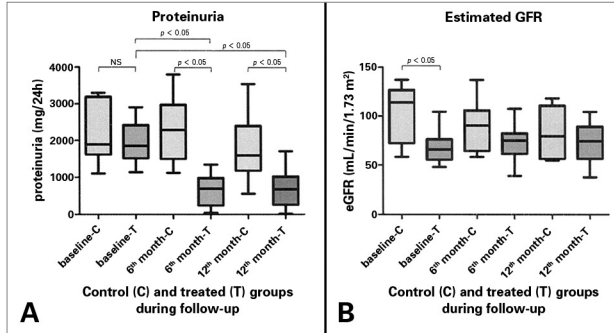 Proteinuria
p < 0.05
p < 0.05
NS
p < 0.05
p < 0.05
4000
3000
2000
1000
0
proteinuria (mg/24h)
baseline-C
baseline-T
6th month-C
6th month-T
12th month-C
12th month-T
A
Control (C) and treated (T) groups
during follow-up
Estimated GFR
p < 0.05
150
100
50
0
eGFR (mL/min/1.73 m²)
baseline-C
baseline-T
6th month-C
6th month-T
12th month-C
12th month-T
B
Control (C) and treated (T) groups
during follow-up